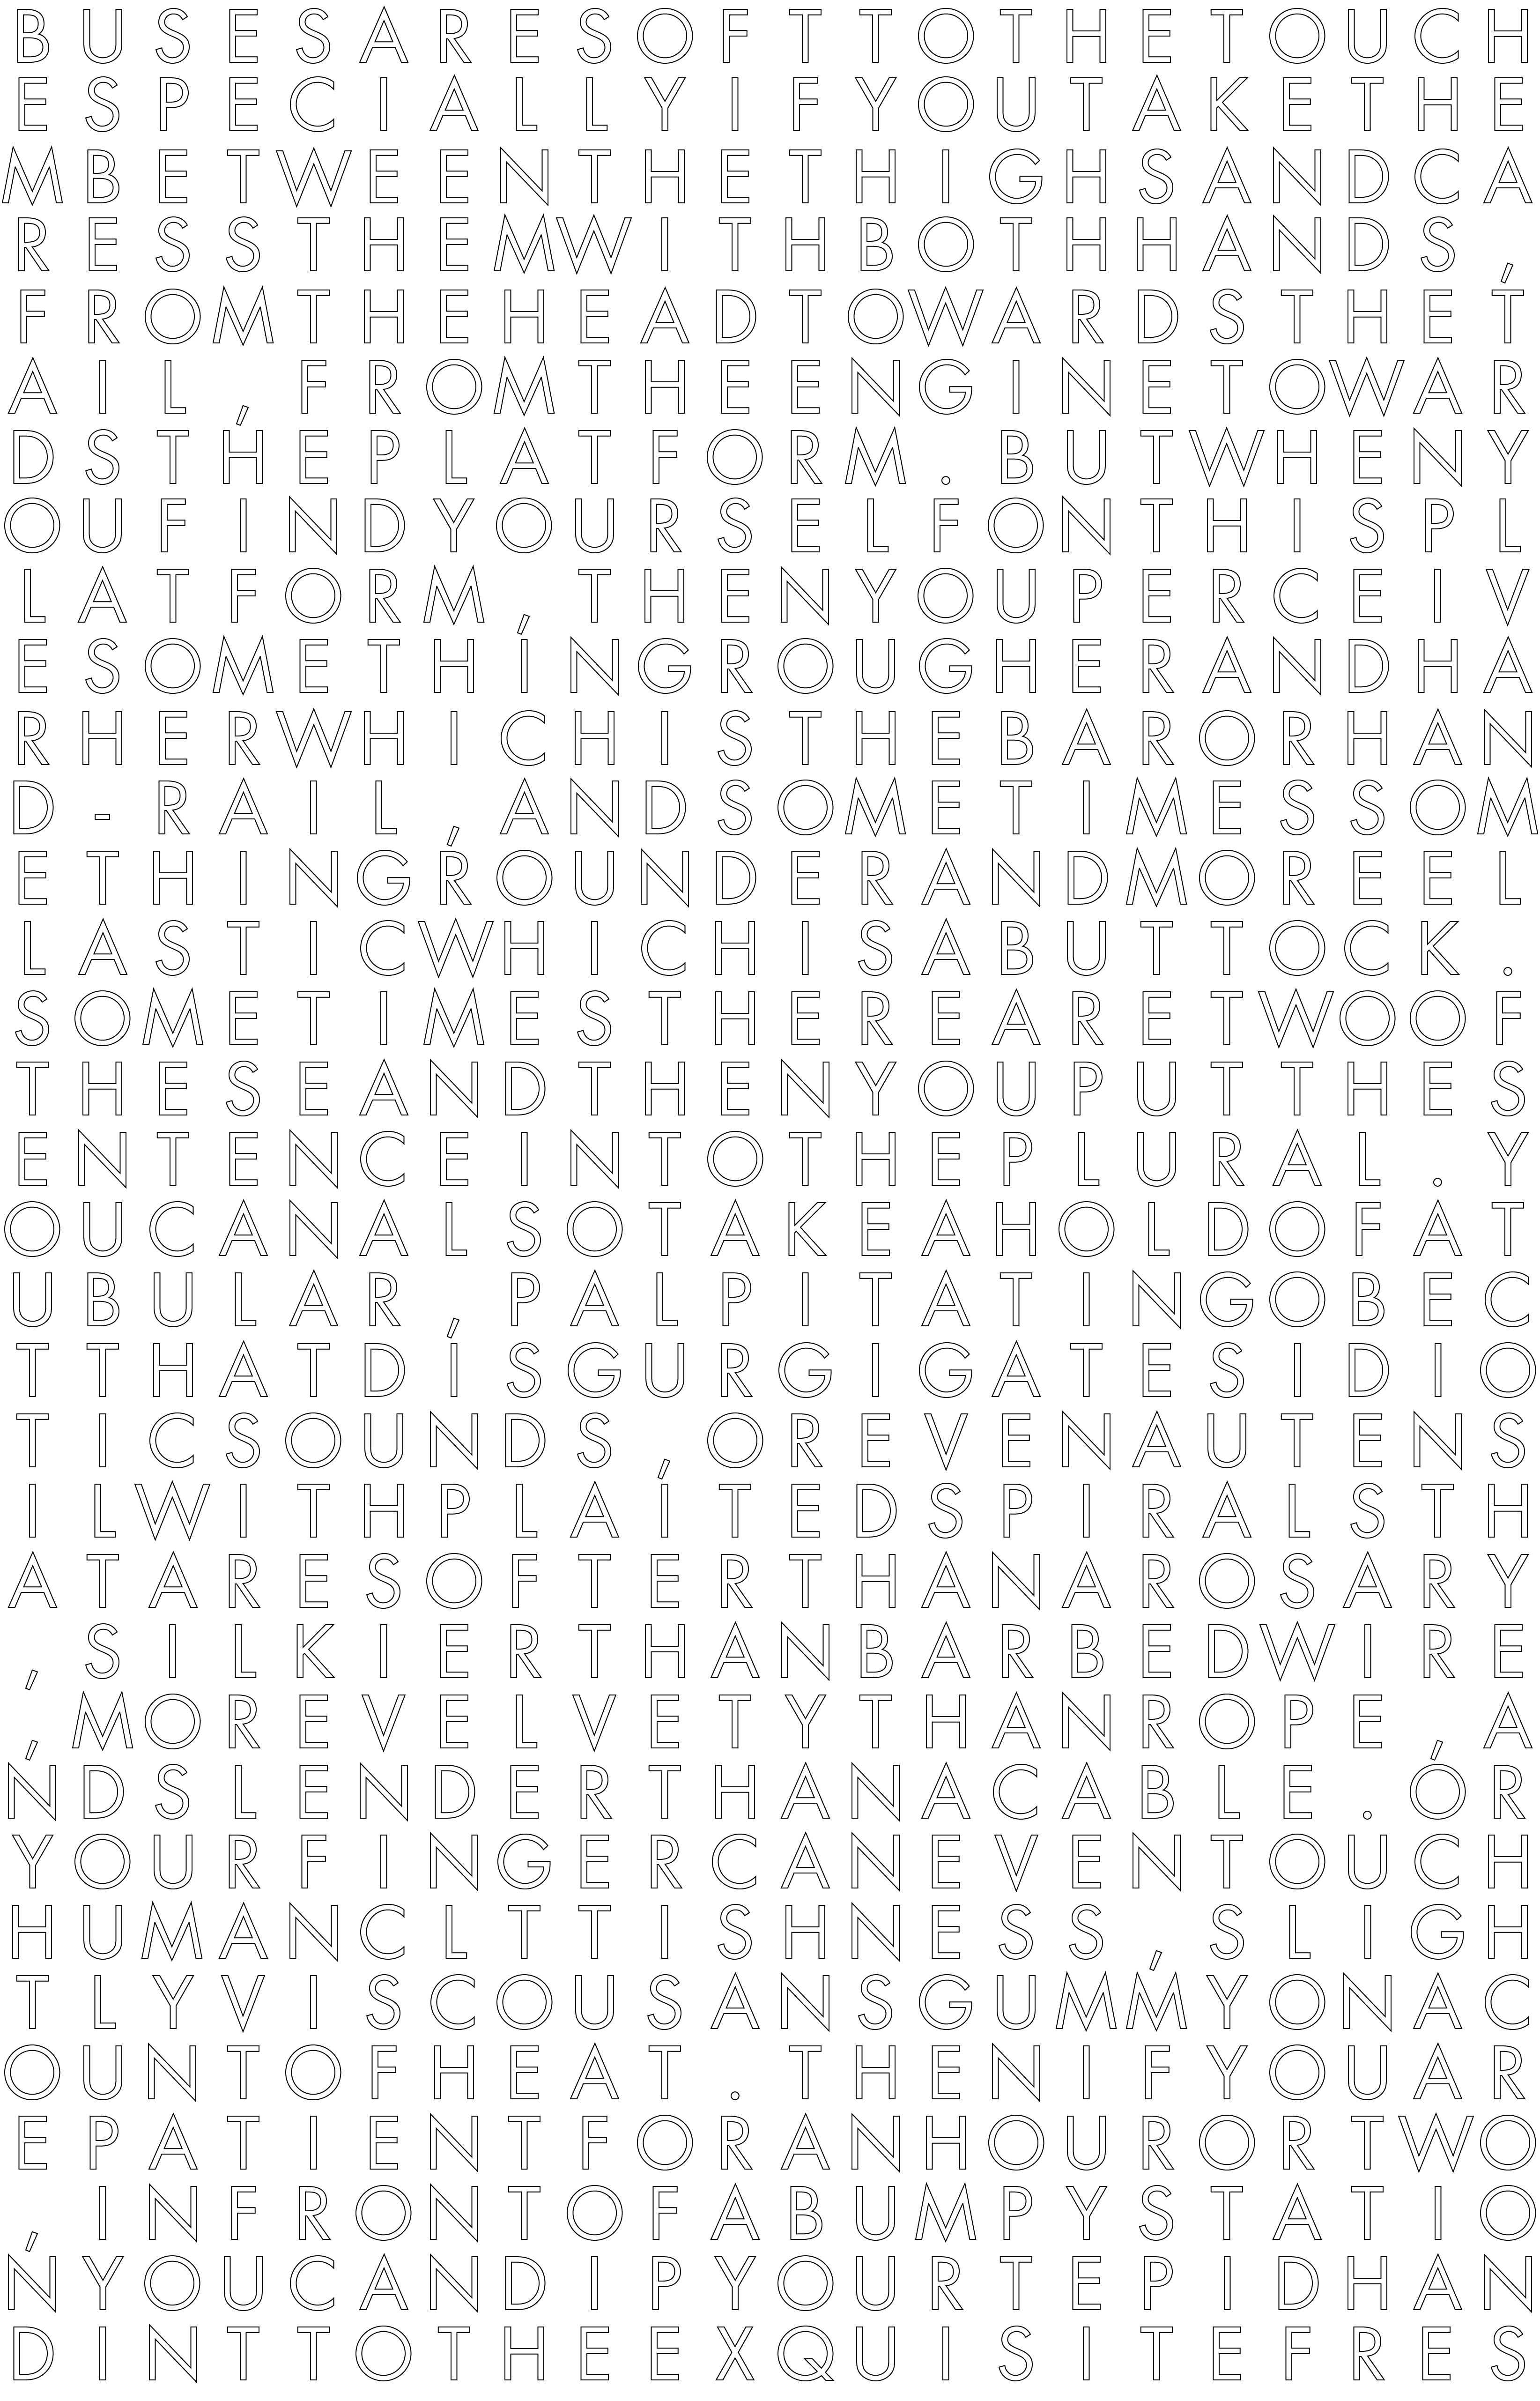 BUSESARESOFTTOTHETOUCH
ESPECIALLYIFYOUTAKETHE
MBETWEENTHETHIGHSANDCA
RESSTHEMWITHBOTHHANDS,
FROMTHEHEADTOWARDSTHET
AIL,FROMTHEENGINETOWAR
DSTHEPLATFORM.BUTWHENY
OUFINDYOURSELFONTHISPL
LATFORM,THENYOUPERCEIV
ESOMETHINGROUGHERANDHA
RHERWHICHISTHEBARORHAN
D-RAIL,ANDSOMETIMESSOM
ETHINGROUNDERANDMOREEL
LASTICWHICHISABUTTOCK.
SOMETIMESTHEREARETWOOF
THESEANDTHENYOUPUTTHES
ENTENCEINTOTHEPLURAL.Y
OUCANALSOTAKEAHOLDOFAT
UBULAR,PALPITATINGOBEC
TTHATDISGURGIGATESIDIO
TICSOUNDS,OREVENAUTENS
ILWITHPLAITEDSPIRALSTH
ATARESOFTERTHANAROSARY
,SILKIERTHANBARBEDWIRE
,MOREVELVETYTHANROPE,A
NDSLENDERTHANACABLE.OR
YOURFINGERCANEVENTOUCH
HUMANCLTTISHNESS,SLIGH
TLYVISCOUSANSGUMMYONAC
OUNTOFHEAT.THENIFYOUAR
EPATIENTFORANHOURORTWO
,INFRONTOFABUMPYSTATIO
NYOUCANDIPYOURTEPIDHAN
DINTTOTHEEXQUISITEFRES